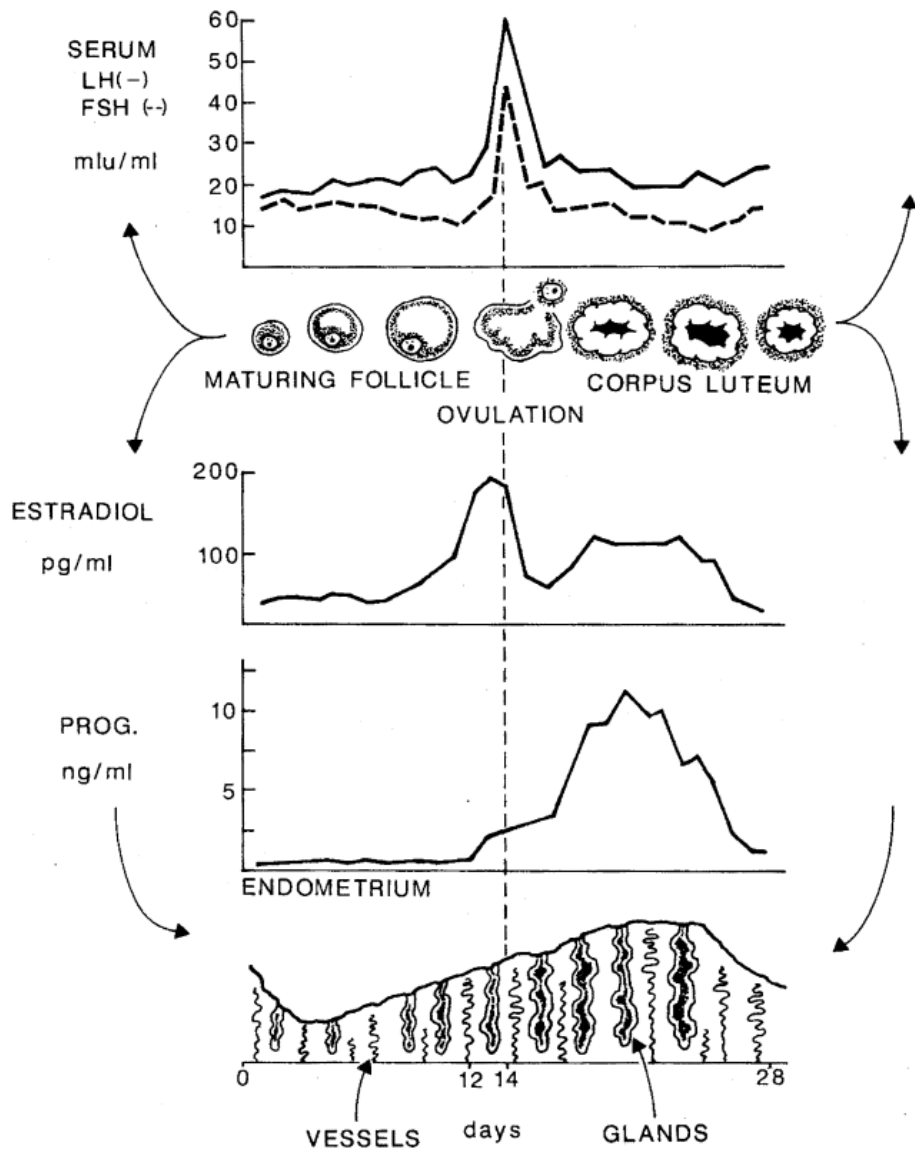 60
SERUM
50
LH(−)
FSH (--)
40
30
mIu/ml
20
10
MATURING FOLLICLE
CORPUS LUTEUM
OVULATION
200
ESTRADIOL
100
pg/ml
10
PROG.
ng/ml
5
ENDOMETRIUM
0
12 14
28
VESSELS
days
GLANDS